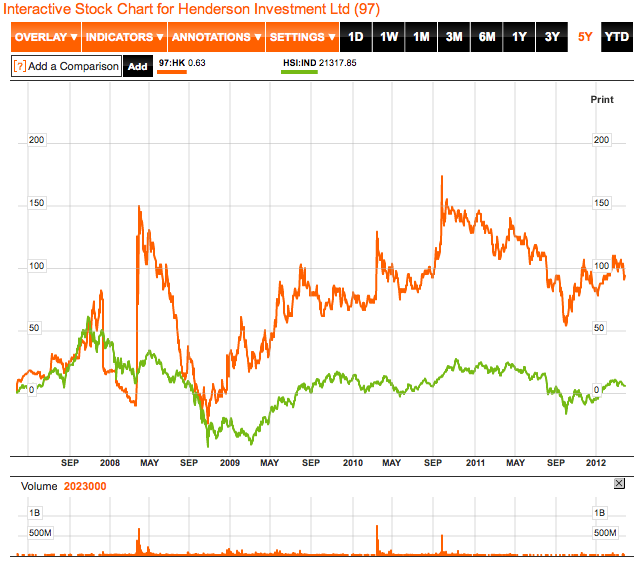 Interactive Stock Chart for Henderson Investment Ltd (97)
OVERLAY ▼ INDICATORS ▼ ANNOTATIONS ▼ SETTINGS ▼ 1D 1W 1M 3M 6M 1Y 3Y 5Y YTD
[?] Add a Comparison Add 97:HK 0.63 HSI:IND 21317.85
Print
200 200
150 150
100 100
50 50
0 0
SEP 2008 MAY SEP 2009 MAY 2010 MAY SEP 2011 MAY SEP 2012
Volume 2023000
1B 1B
500M 500M